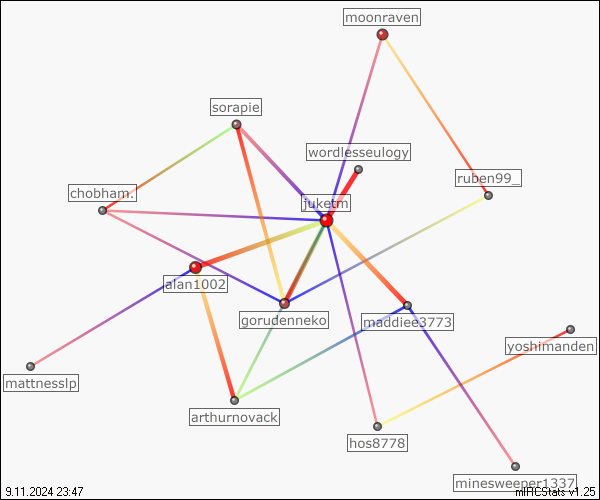 moonraven
sorapie
wordlesseulogy
ruben99_
chobham.
juketm
alan1002
gorudenneko
maddiee3773
yoshimanden
mattnesslp
arthurnovack
hos8778
minesweeper1337
9.11.2024 23:47
mIRCStats v1.25